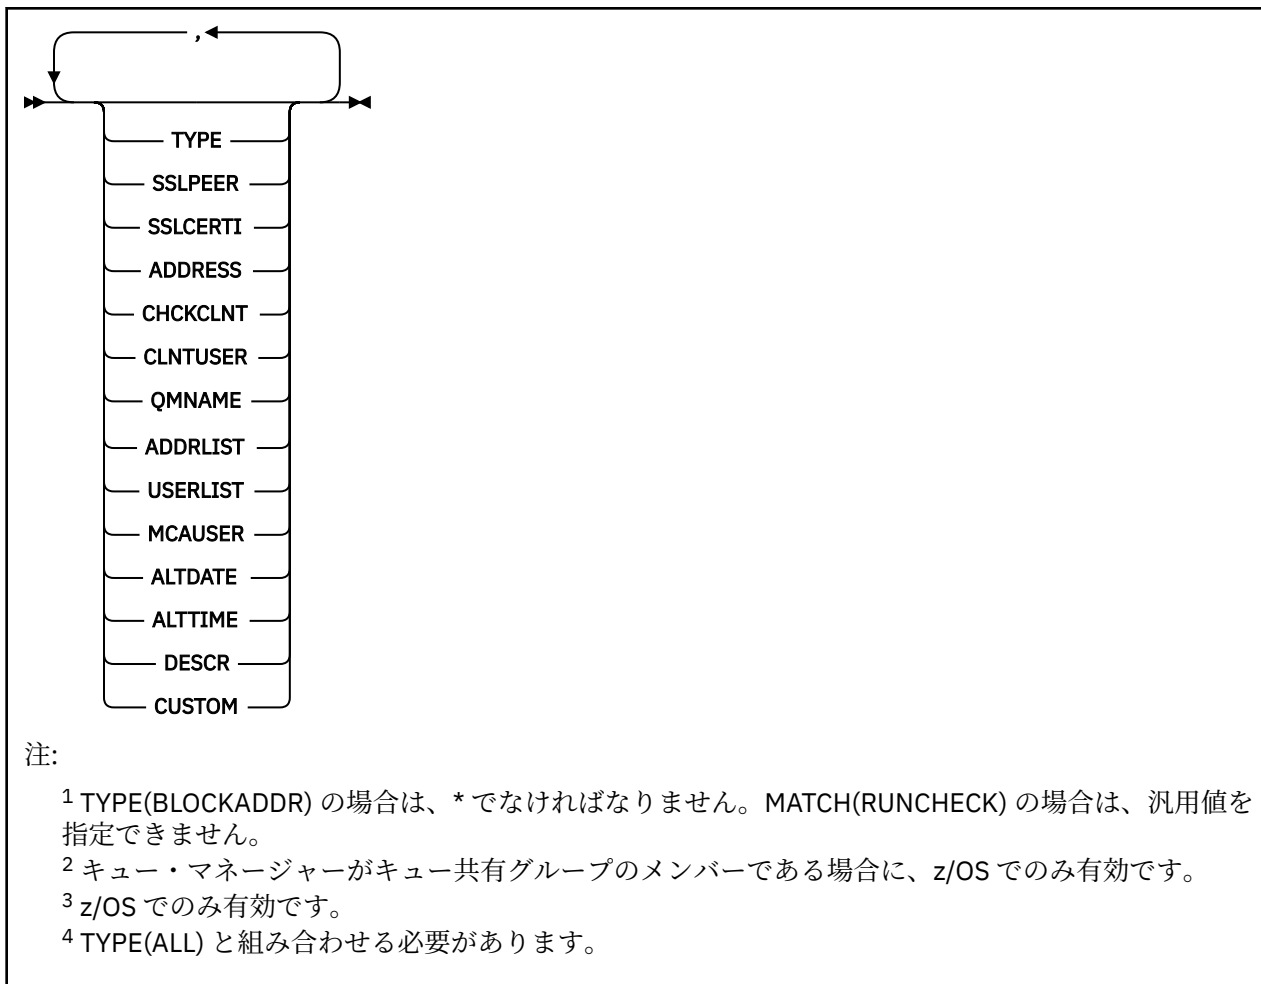 ,
TYPE
SSLPEER
SSLCERTI
ADDRESS
CHCKCLNT
CLNTUSER
QMNAME
ADDRLIST
USERLIST
MCAUSER
ALTDATE
ALTTIME
DESCR
CUSTOM
注:
1 TYPE(BLOCKADDR) の場合は、* でなければなりません。MATCH(RUNCHECK) の場合は、汎用値を
指定できません。
2 キュー・マネージャーがキュー共有グループのメンバーである場合に、z/OS でのみ有効です。
3 z/OS でのみ有効です。
4 TYPE(ALL) と組み合わせる必要があります。